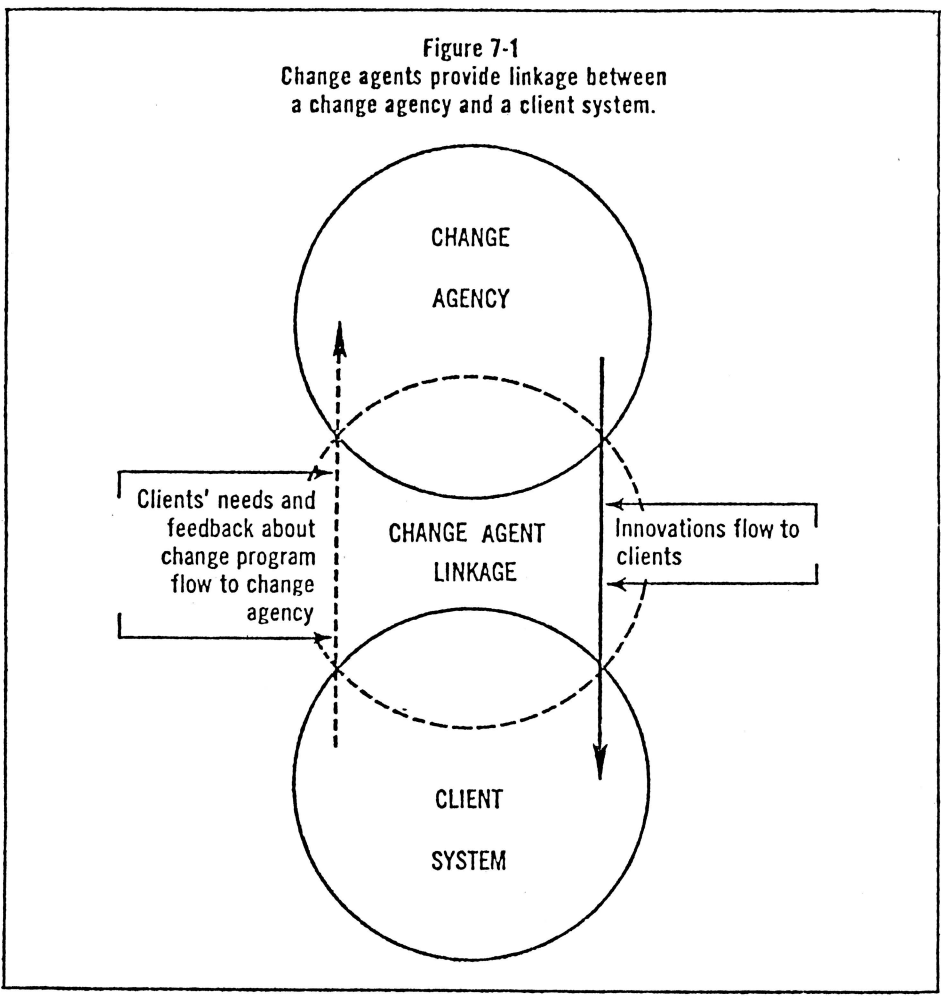 Figure 7-1
Change agents provide linkage between
a change agency and a client system.
CHANGE
AGENCY
Clients' needs and
feedback about
change program
flow to change
agency
CHANGE AGENT
LINKAGE
Innovations flow to
clients
CLIENT
SYSTEM